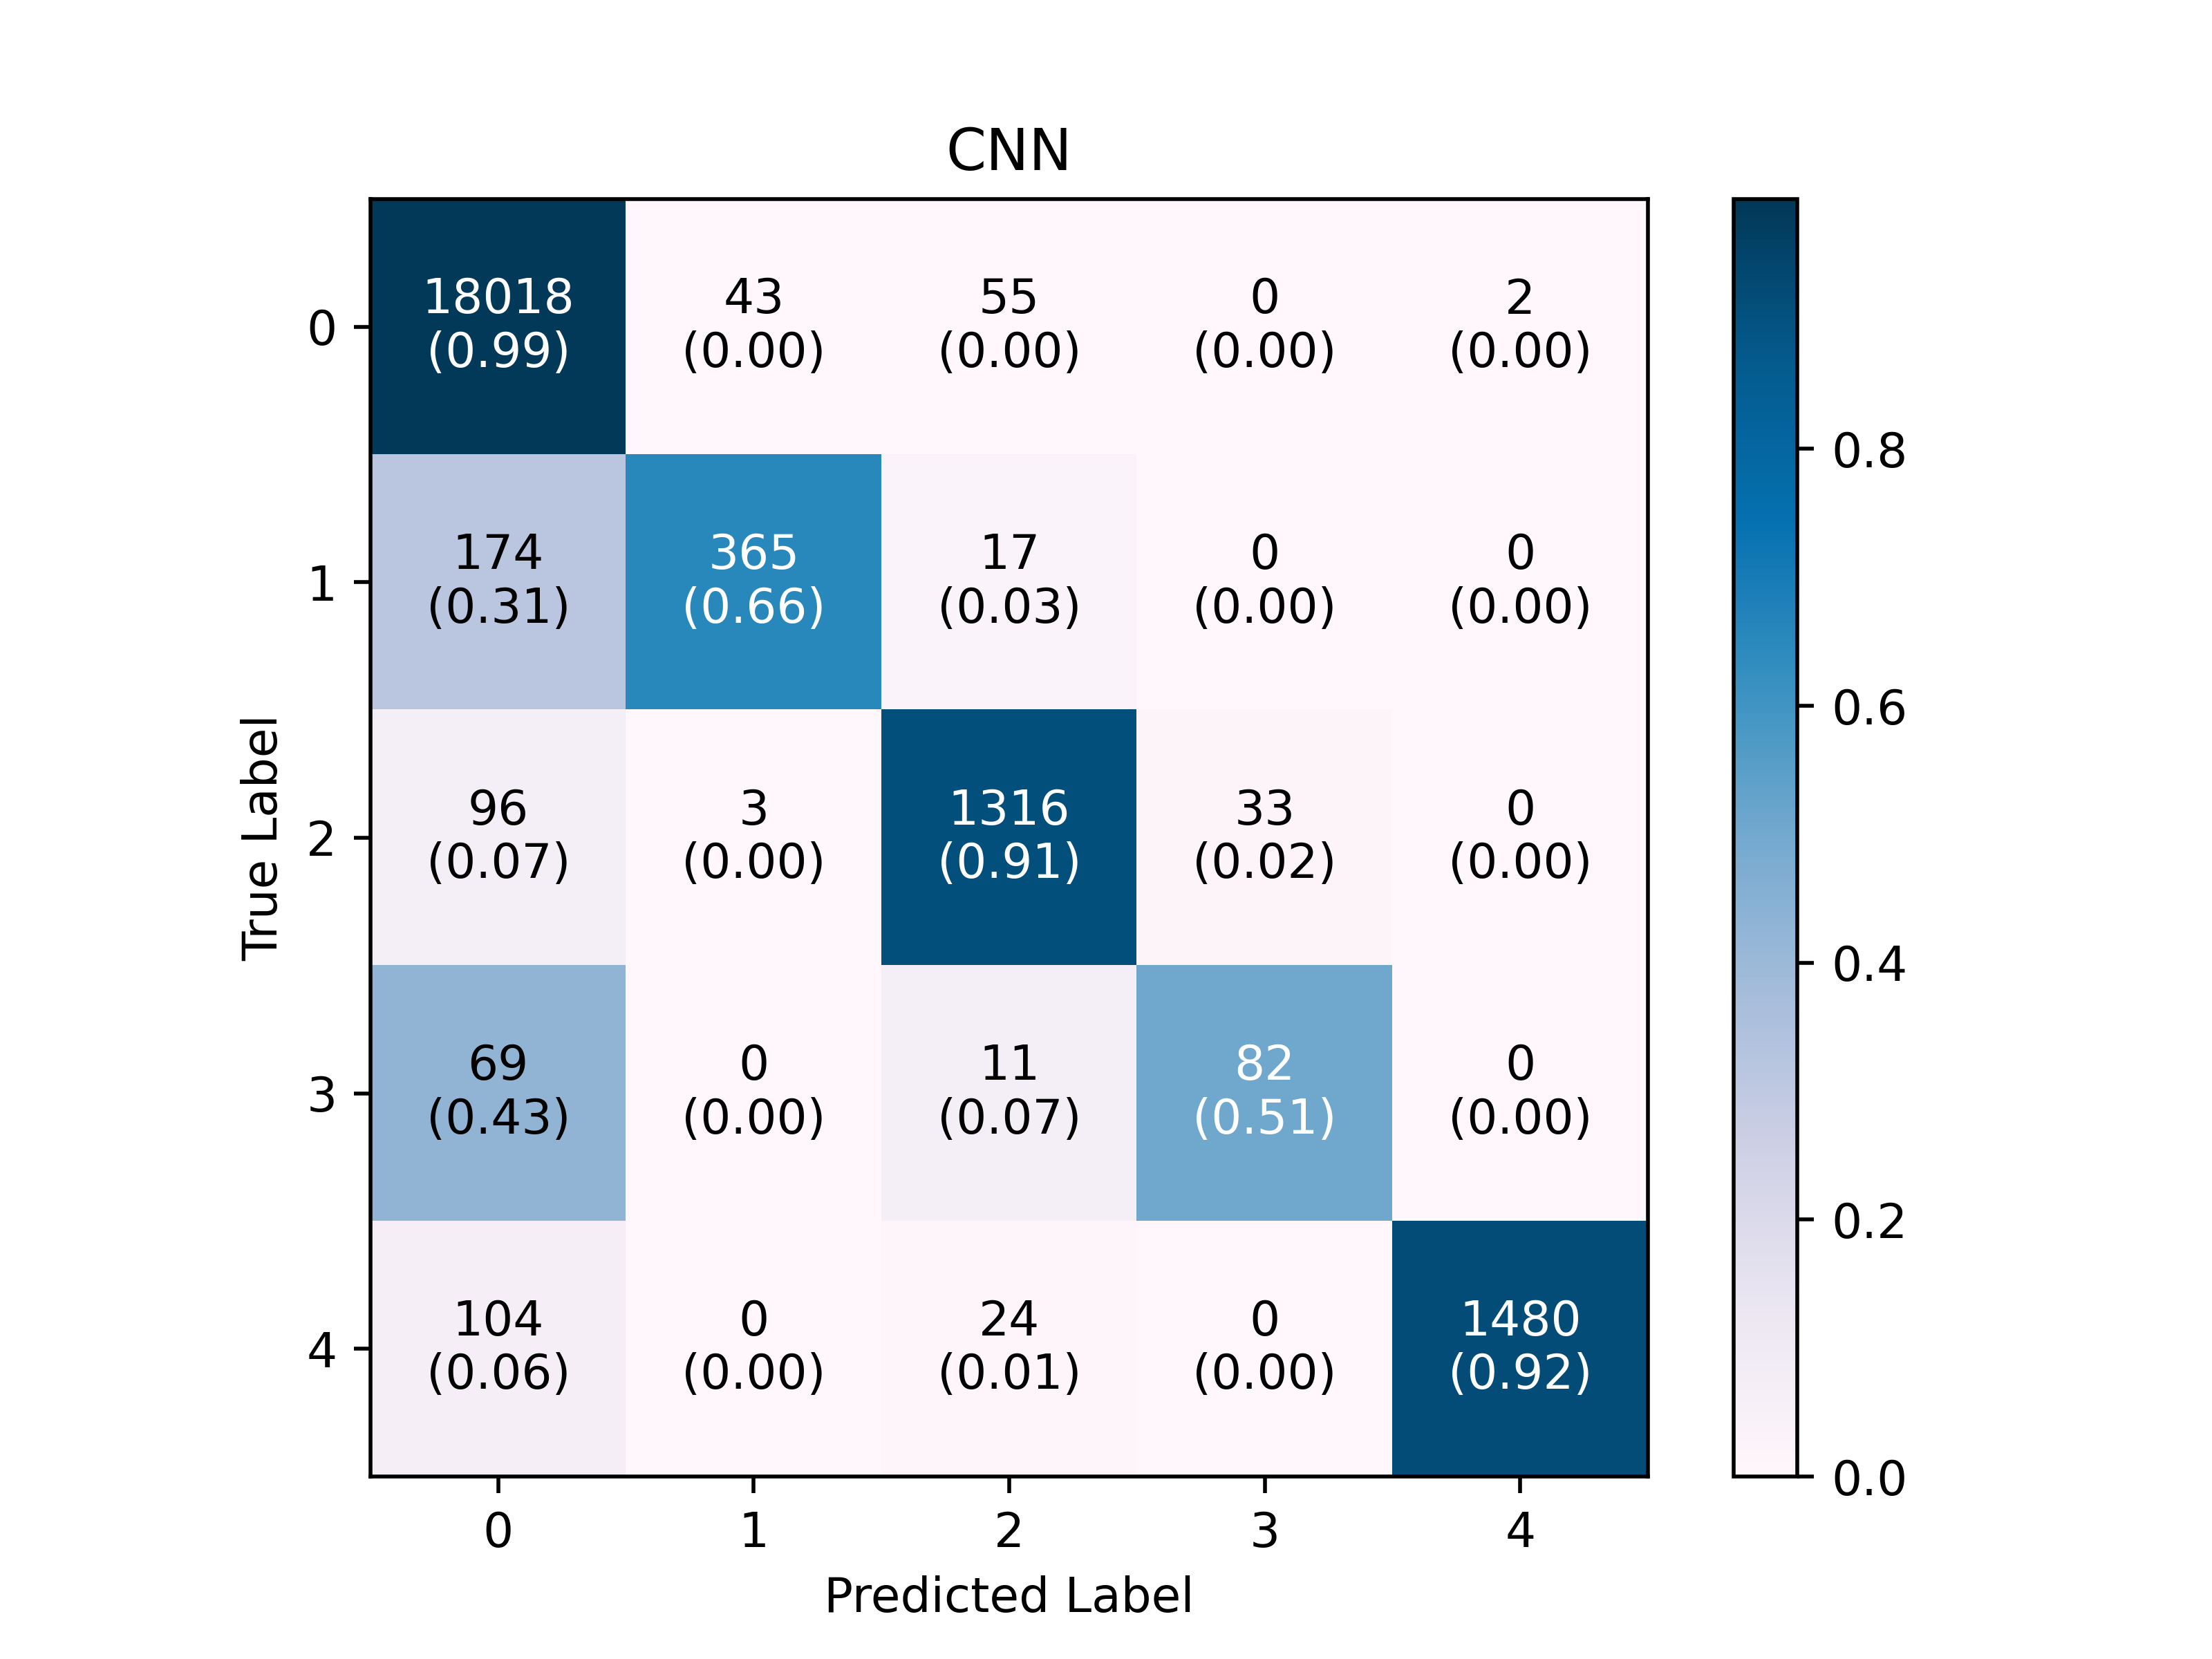 CNN
18018 43 55 0 2
(0.99) (0.00) (0.00) (0.00) (0.00)
0
174 365 17 0 0
(0.31) (0.66) (0.03) (0.00) (0.00)
1
96 3 1316 33 0
(0.07) (0.00) (0.91) (0.02) (0.00)
2
69 0 11 82 0
(0.43) (0.00) (0.07) (0.51) (0.00)
3
104 0 24 0 1480
(0.06) (0.00) (0.01) (0.00) (0.92)
4
True Label
0 1 2 3 4
Predicted Label
0.8
0.6
0.4
0.2
0.0